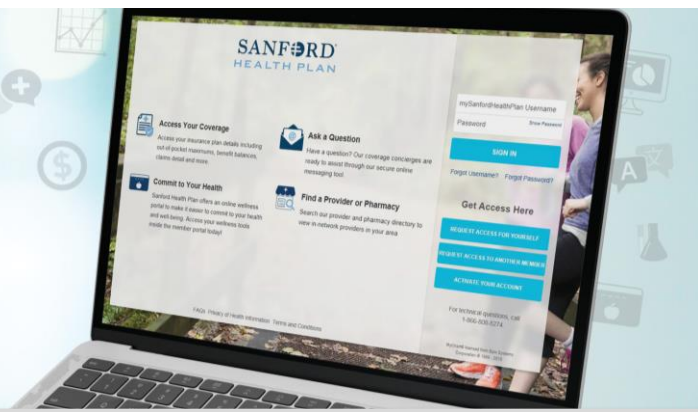 SANFORD
HEALTH PLAN
Access Your Coverage
Access your insurance plan details including
out-of-pocket maximums, benefit balances,
claims detail and more.
Ask a Question
Have a question? Our coverage concierges are
ready to assist through our secure online
messaging tool.
Commit to Your Health
Sanford Health Plan offers an online wellness
portal to make it easier to commit to your health
and well-being. Access your wellness tools
inside the member portal today!
Find a Provider or Pharmacy
Search our provider and pharmacy directory to
view in-network providers in your area
FAQs Privacy of Health Information Terms and Conditions
mySanfordHealthPlan Username
Password
Show Password
SIGN IN
Forgot Username? Forgot Password?
Get Access Here
REQUEST ACCESS FOR YOURSELF
REQUEST ACCESS TO ANOTHER MEMBER
ACTIVATE YOUR ACCOUNT
For technical questions, call
MyChart® licensed from Epic Systems
A